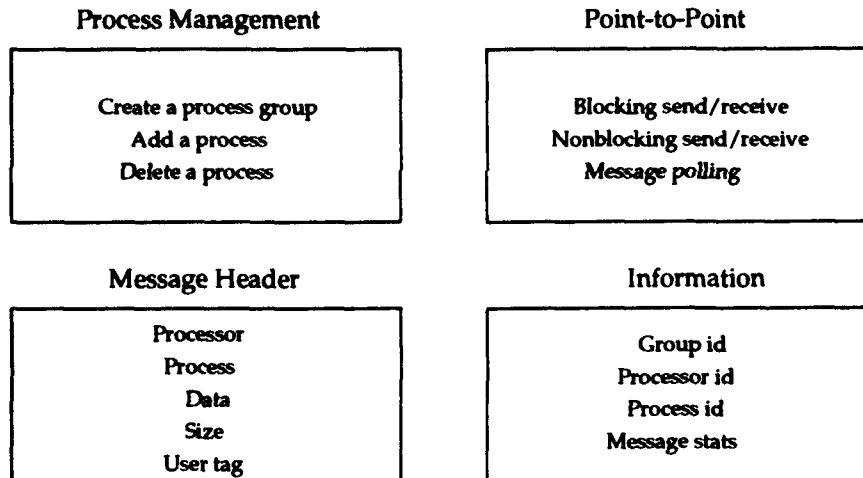 Process Management
Create a process group
Add a process
Delete a process
Point-to-Point
Blocking send/receive
Nonblocking send/receive
Message polling
Message Header
Processor
Process
Data
Size
User tag
Information
Group id
Processor id
Process id
Message stats